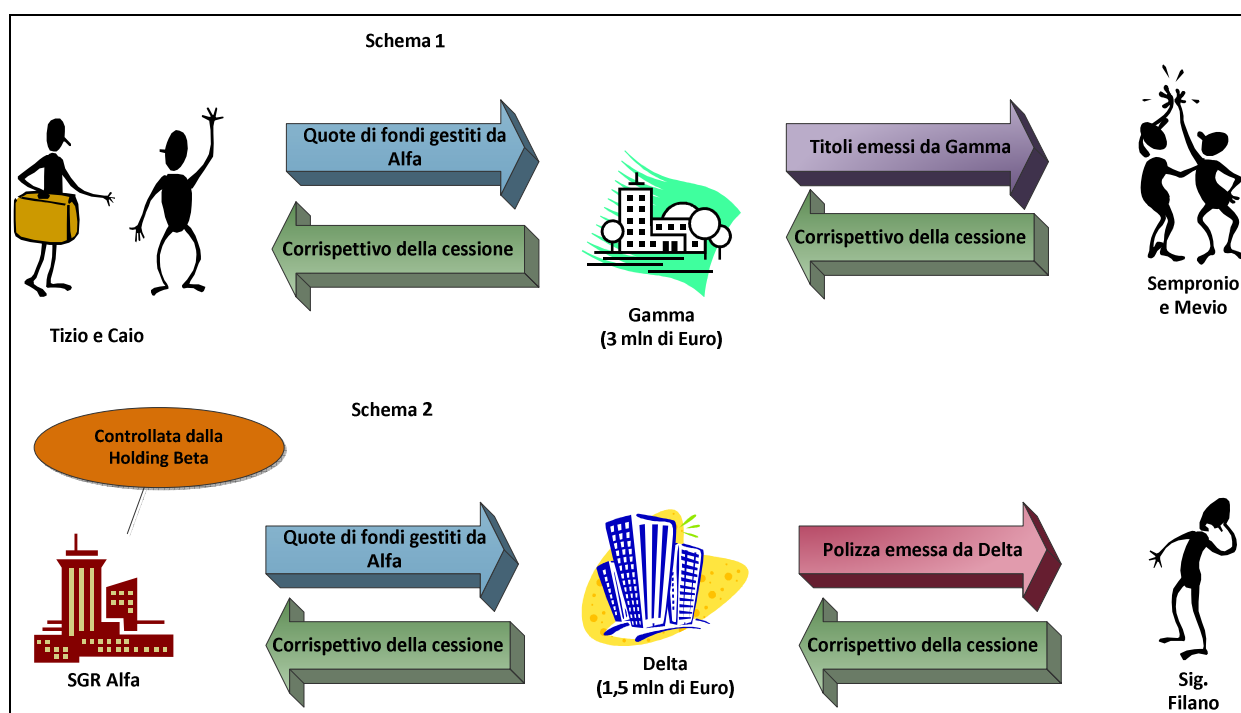 Schema 1
Quote di fondi gestiti da
Alfa
Titoli emessi da Gamma
Corrispettivo della cessione
Corrispettivo della cessione
Tizio e Caio
Gamma
(3 mln di Euro)
Sempronio
e Mevio
Schema 2
Controllata dalla
Holding Beta
Quote di fondi gestiti da
Alfa
Polizza emessa da Delta
Corrispettivo della cessione
Corrispettivo della cessione
SGR Alfa
Delta
(1,5 mln di Euro)
Sig.
Filano